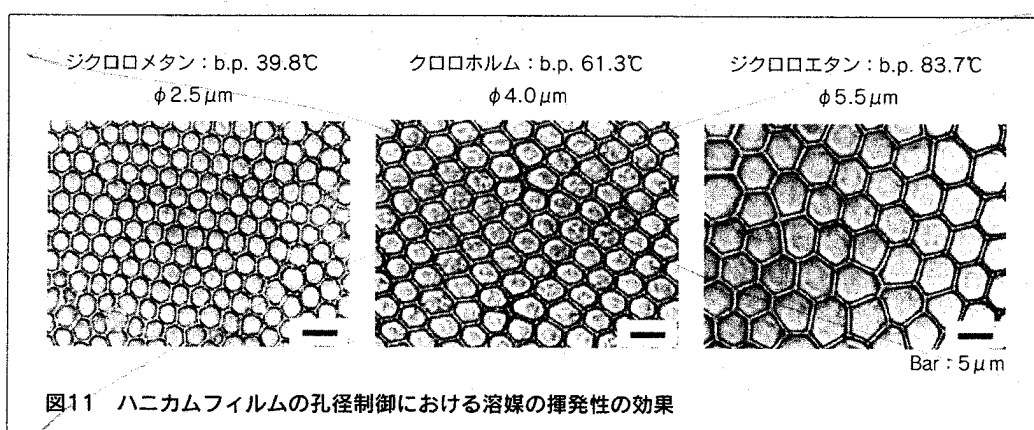 ジクロロメタン：b.p. 39.8℃
φ2.5μm
クロロホルム：b.p. 61.3℃
φ4.0μm
ジクロロエタン：b.p. 83.7℃
φ5.5μm
Bar：5μm
図11　ハニカムフィルムの孔径制御における溶媒の揮発性の効果